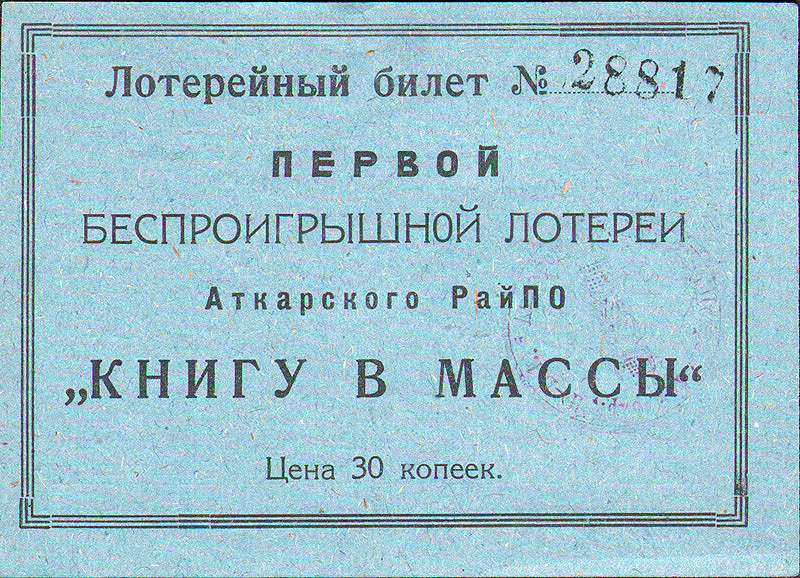 Лотерейный билет № 28817
ПЕРВОЙ
БЕСПРОИГРЫШНОЙ ЛОТЕРЕИ
Аткарского РайПО
„КНИГУ В МАССЫ“
Цена 30 копеек.